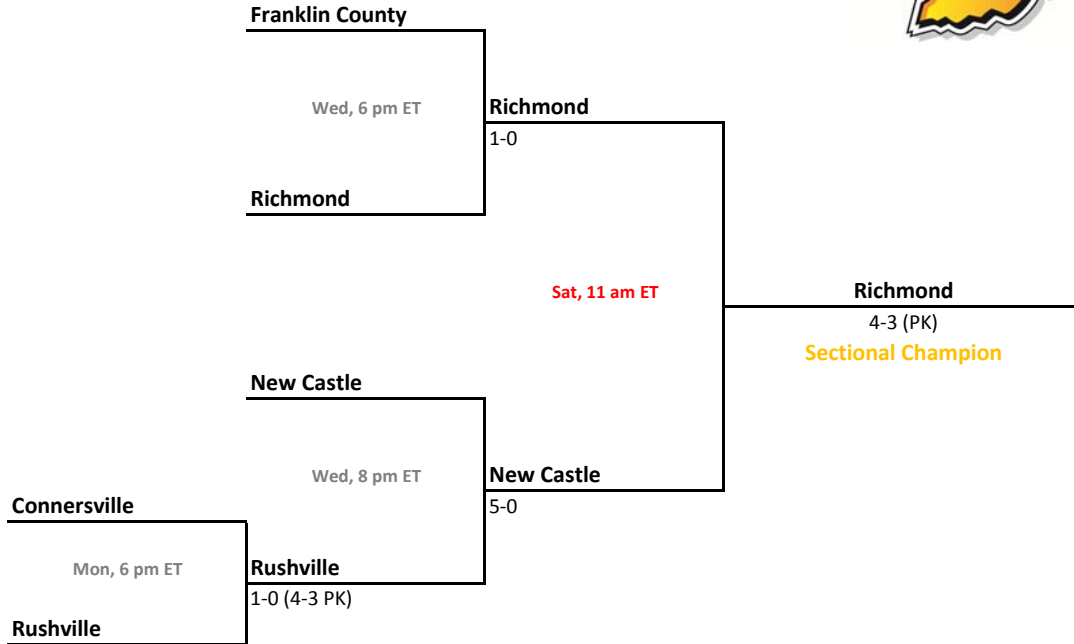 Franklin County
Wed, 6 pm ET
Richmond
1-0
Richmond
Sat, 11 am ET
Richmond
4-3 (PK)
Sectional Champion
New Castle
Wed, 8 pm ET
New Castle
5-0
Connersville
Mon, 6 pm ET
Rushville
1-0 (4-3 PK)
Rushville